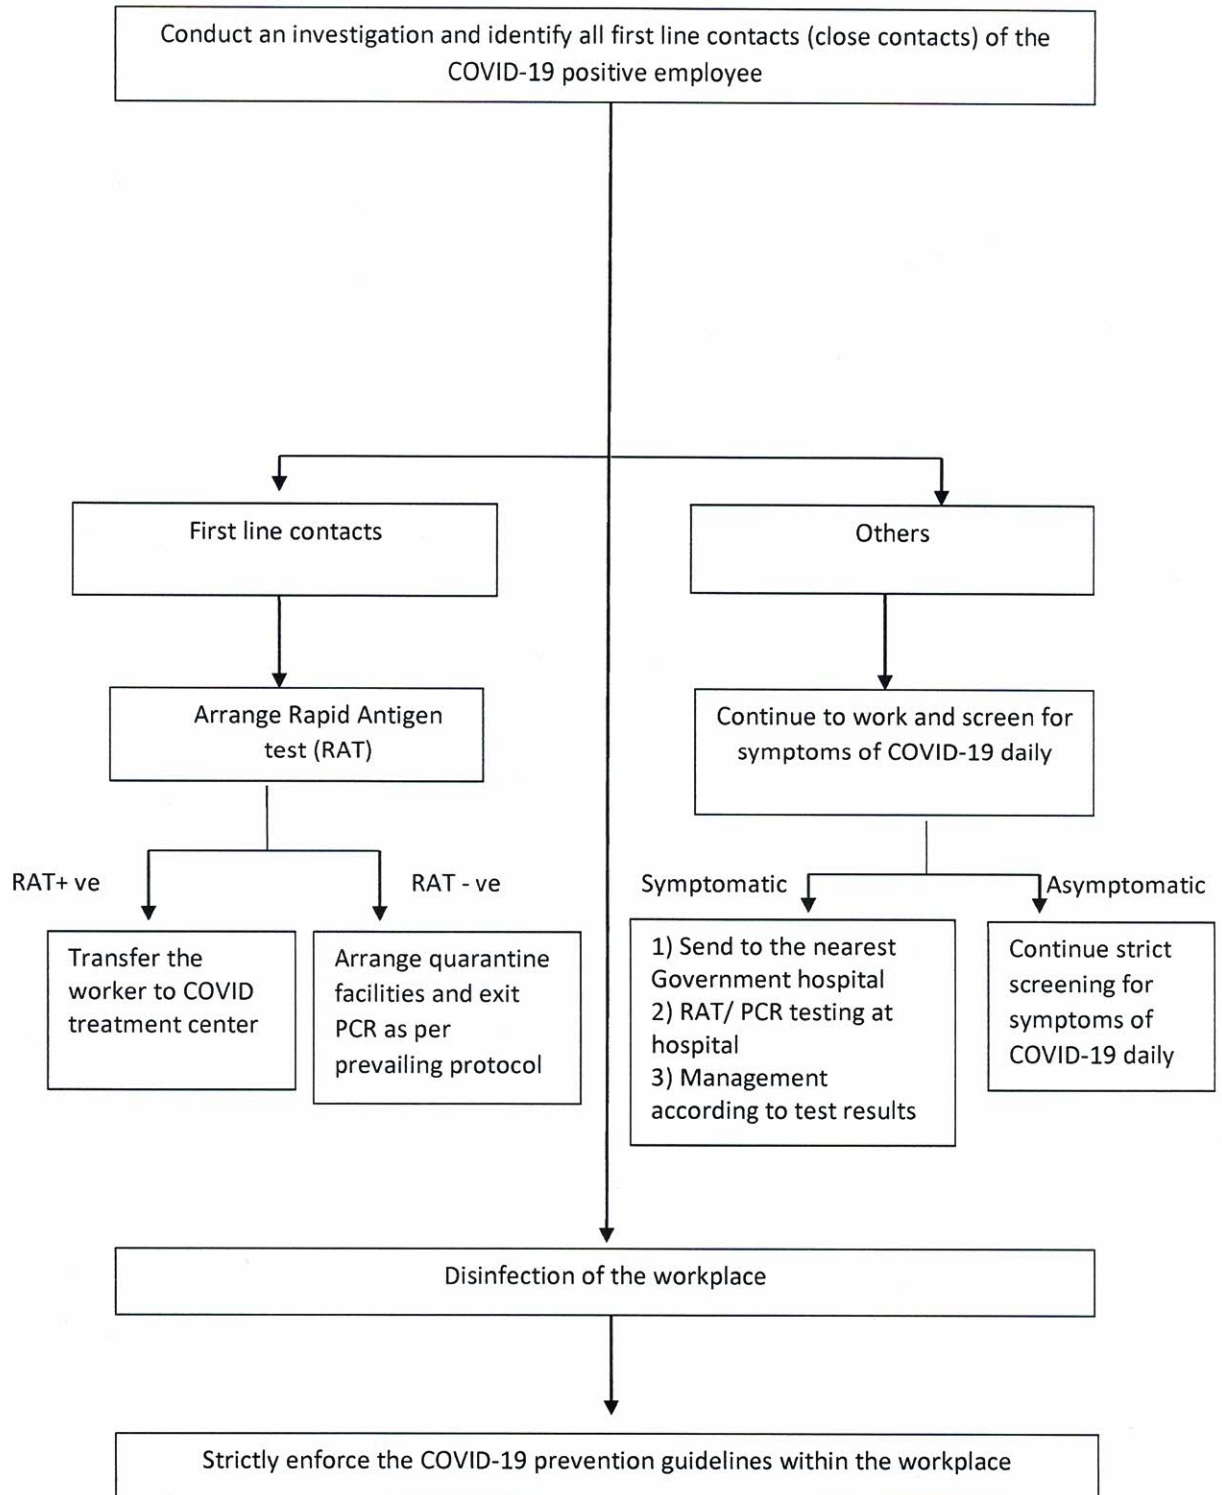 Conduct an investigation and identify all first line contacts (close contacts) of the
COVID-19 positive employee
First line contacts
Others
Arrange Rapid Antigen
test (RAT)
Continue to work and screen for
symptoms of COVID-19 daily
RAT+ ve
RAT - ve
Symptomatic
Asymptomatic
Transfer the
worker to COVID
treatment center
Arrange quarantine
facilities and exit
PCR as per
prevailing protocol
1) Send to the nearest
Government hospital
2) RAT/ PCR testing at
hospital
3) Management
according to test results
Continue strict
screening for
symptoms of
COVID-19 daily
Disinfection of the workplace
Strictly enforce the COVID-19 prevention guidelines within the workplace